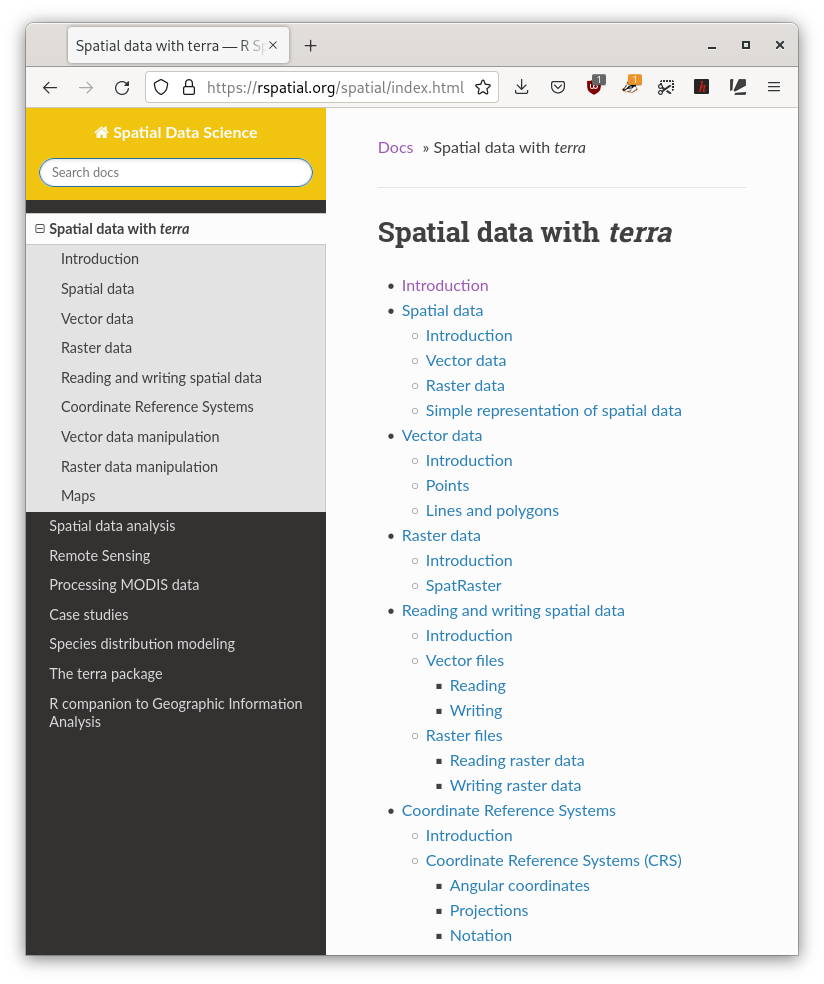 Spatial data with terra — R Sp
1
1
https://rspatial.org/spatial/index.html
Spatial Data Science
Search docs
Spatial data with terra
Introduction
Spatial data
Vector data
Raster data
Reading and writing spatial data
Coordinate Reference Systems
Vector data manipulation
Raster data manipulation
Maps
Spatial data analysis
Remote Sensing
Processing MODIS data
Case studies
Species distribution modeling
The terra package
R companion to Geographic Information
Analysis
Docs » Spatial data with terra
Spatial data with terra
Introduction
Spatial data
Introduction
Vector data
Raster data
Simple representation of spatial data
Vector data
Introduction
Points
Lines and polygons
Raster data
Introduction
SpatRaster
Reading and writing spatial data
Introduction
Vector files
Reading
Writing
Raster files
Reading raster data
Writing raster data
Coordinate Reference Systems
Introduction
Coordinate Reference Systems (CRS)
Angular coordinates
Projections
Notation